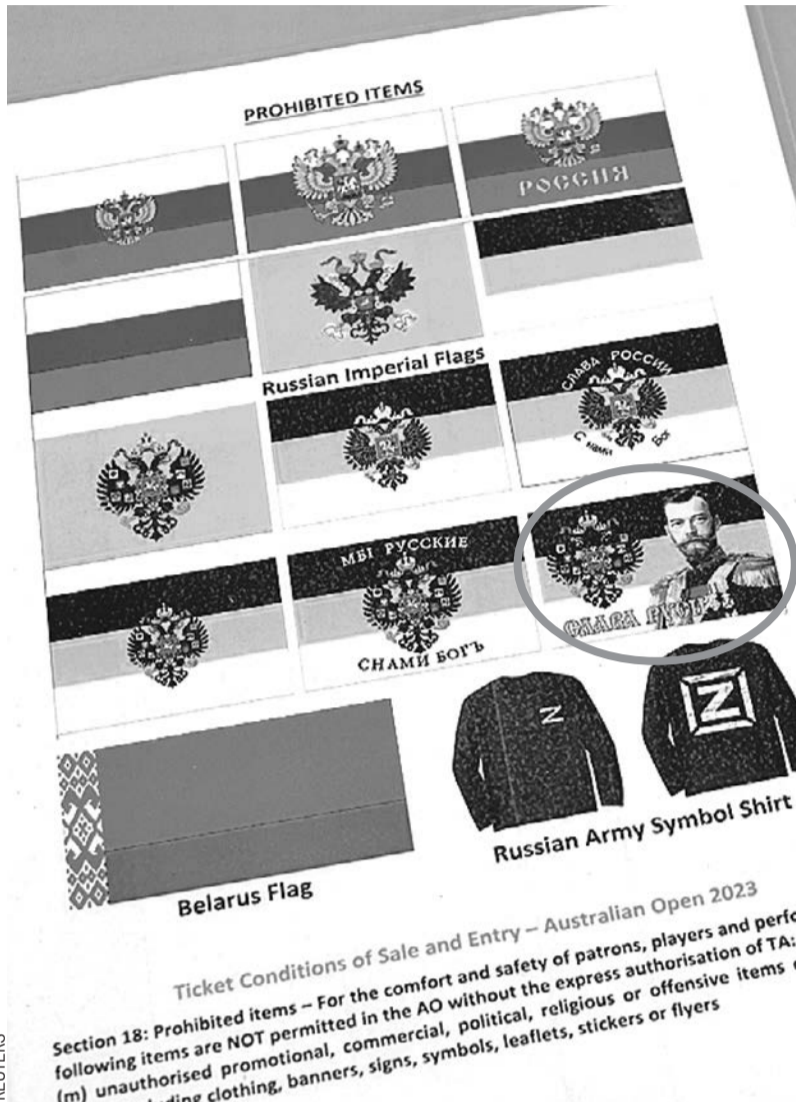 PROHIBITED ITEMS
РОССИЯ
Russian Imperial Flags
СЛАВА РОССИИ
С нами Бог
МЫ РУССКИЕ
СНАМИ БОГЪ
СЛАВА РУСИ
Z
Z
Belarus Flag
Russian Army Symbol Shirt
Ticket Conditions of Sale and Entry – Australian Open 2023
Section 18: Prohibited items – For the comfort and safety of patrons, players and perfo
following items are NOT permitted in the AO without the express authorisation of TA:
(m) unauthorised promotional, commercial, political, religious or offensive items
clothing, banners, signs, symbols, leaflets, stickers or flyers
REUTERS